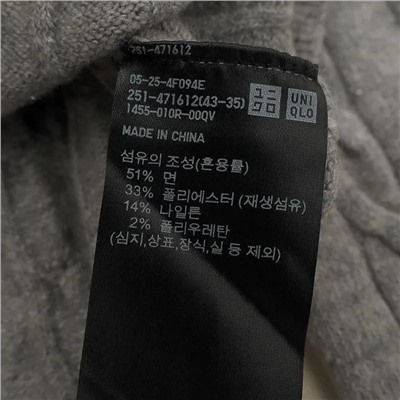 251-471612
05-25-4F094E
251-471612(43-35)
1455-010R-00QV
MADE IN CHINA
ユニクロ
UNIQLO
섬유의 조성(혼용률)
51% 면
33% 폴리에스터 (재생섬유)
14% 나일론
2% 폴리우레탄
(심지,상표,장식,실 등 제외)